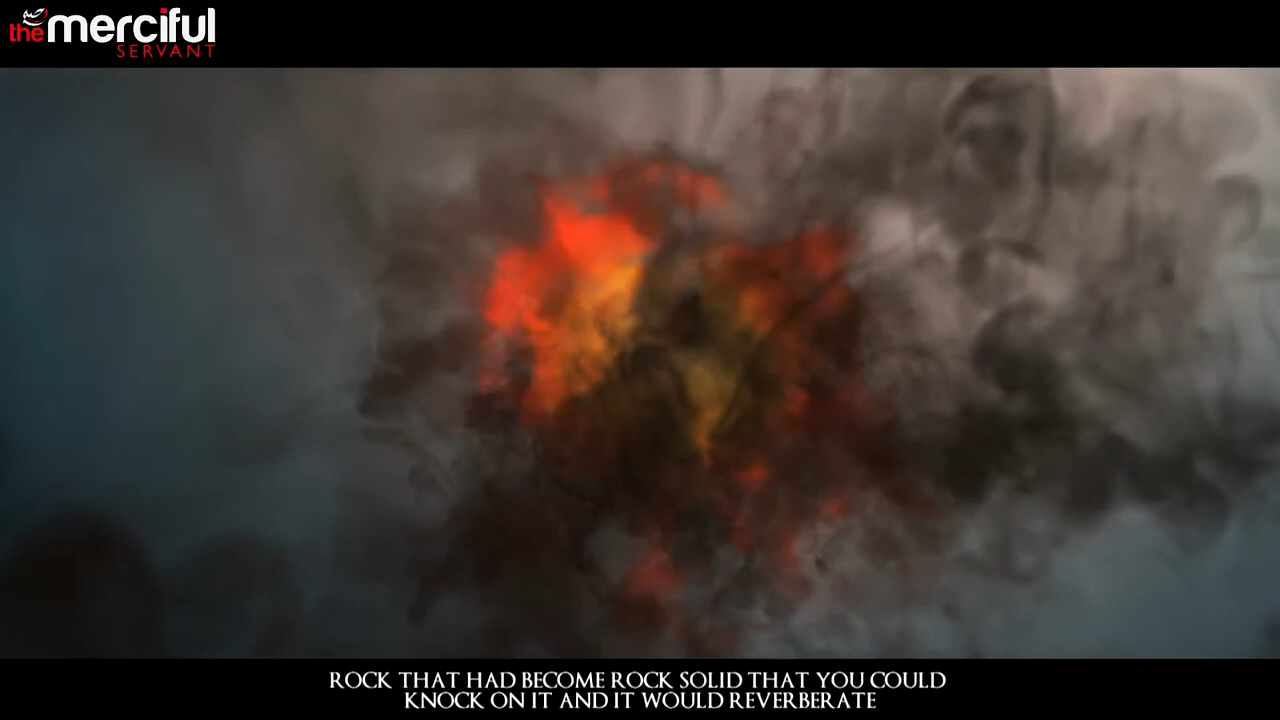 the merciful
SERVANT
ROCK THAT HAD BECOME ROCK SOLID THAT YOU COULD
KNOCK ON IT AND IT WOULD REVERBERATE